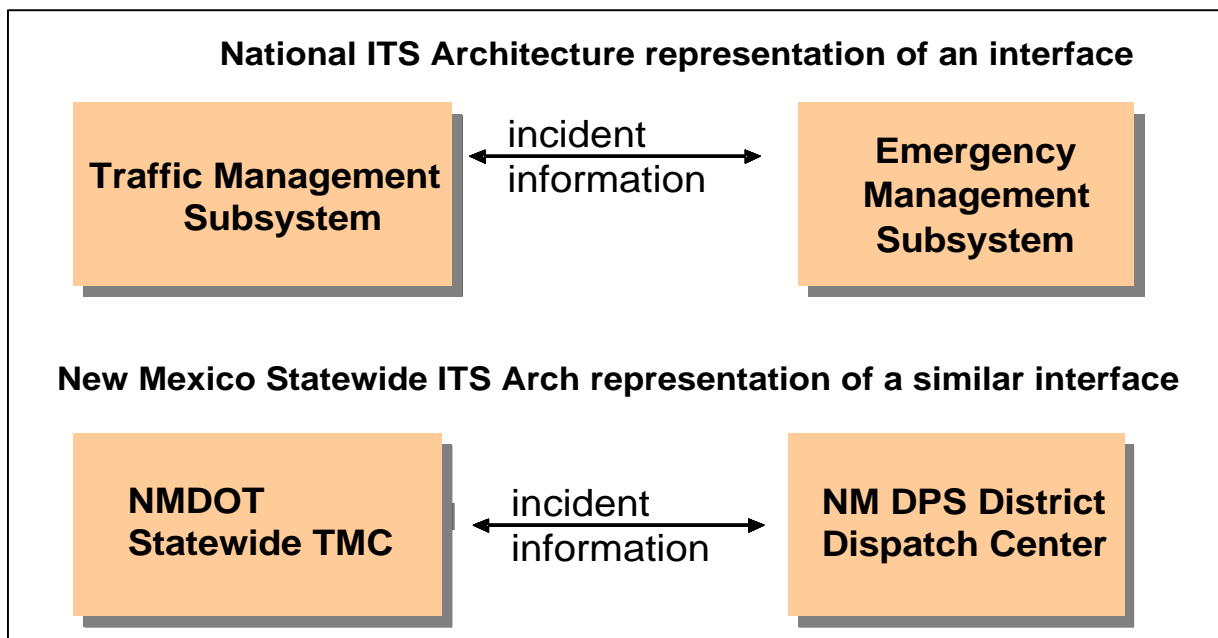 National ITS Architecture representation of an interface
Traffic Management
Subsystem
incident
information
Emergency
Management
Subsystem
New Mexico Statewide ITS Arch representation of a similar interface
NMDOT
Statewide TMC
incident
information
NM DPS District
Dispatch Center